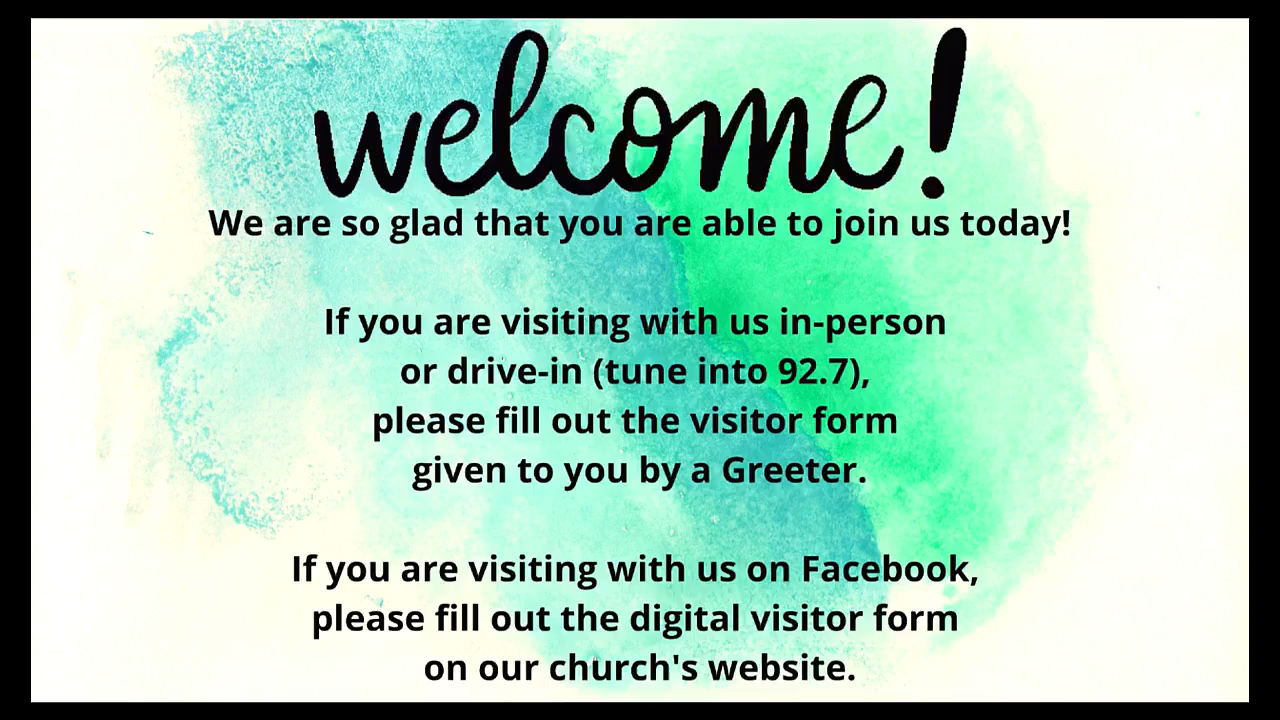 welcome!
We are so glad that you are able to join us today!
If you are visiting with us in-person
or drive-in (tune into 92.7),
please fill out the visitor form
given to you by a Greeter.
If you are visiting with us on Facebook,
please fill out the digital visitor form
on our church's website.